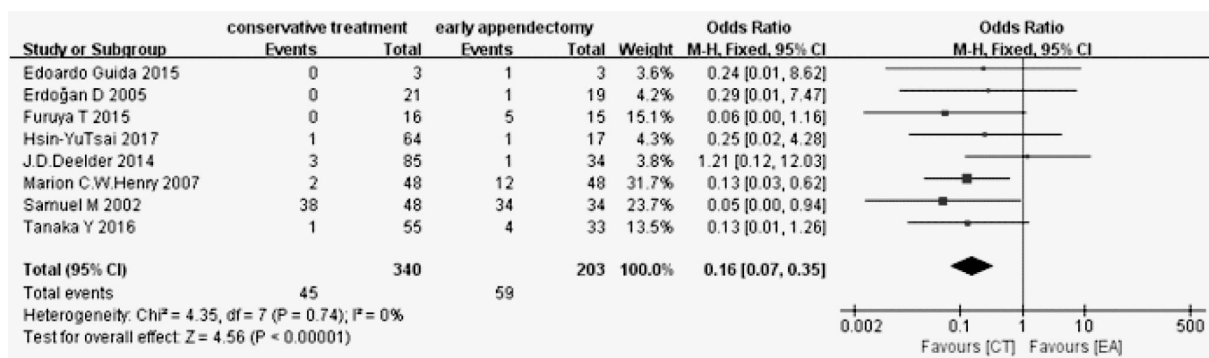 conservative treatment early appendectomy Odds Ratio Odds Ratio
Study or Subgroup Events Total Events Total Weight M-H, Fixed, 95% CI M-H, Fixed, 95% CI
Edoardo Guida 2015 0 3 1 3 3.6% 0.24 [0.01, 8.62]
Erdoğan D 2005 0 21 1 19 4.2% 0.29 [0.01, 7.47]
Furuya T 2015 0 16 5 15 15.1% 0.06 [0.00, 1.16]
Hsin-YuTsai 2017 1 64 1 17 4.3% 0.25 [0.02, 4.28]
J.D.Deelder 2014 3 85 1 34 3.8% 1.21 [0.12, 12.03]
Marion C.W.Henry 2007 2 48 12 48 31.7% 0.13 [0.03, 0.62]
Samuel M 2002 38 48 34 34 23.7% 0.05 [0.00, 0.94]
Tanaka Y 2016 1 55 4 33 13.5% 0.13 [0.01, 1.26]
Total (95% CI) 340 203 100.0% 0.16 [0.07, 0.35]
Total events 45 59
Heterogeneity: Chi² = 4.35, df = 7 (P = 0.74); I² = 0%
Test for overall effect: Z = 4.56 (P < 0.00001)
0.002 0.1 1 10 500
Favours [CT] Favours [EA]